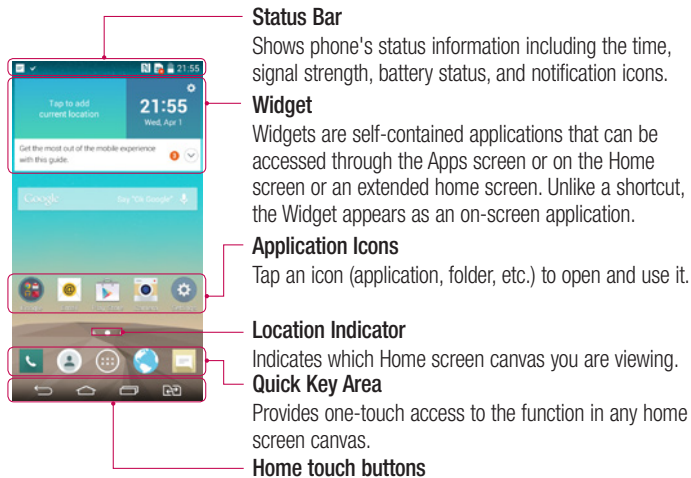 Status Bar
Shows phone's status information including the time,
signal strength, battery status, and notification icons.
Widget
Widgets are self-contained applications that can be
accessed through the Apps screen or on the Home
screen or an extended home screen. Unlike a shortcut,
the Widget appears as an on-screen application.
Application Icons
Tap an icon (application, folder, etc.) to open and use it.
Location Indicator
Indicates which Home screen canvas you are viewing.
Quick Key Area
Provides one-touch access to the function in any home
screen canvas.
Home touch buttons
21:55
Tap to add
current location
21:55
Wed, Apr 1
Get the most out of the mobile experience
with this guide.
Google
Say "Ok Google"